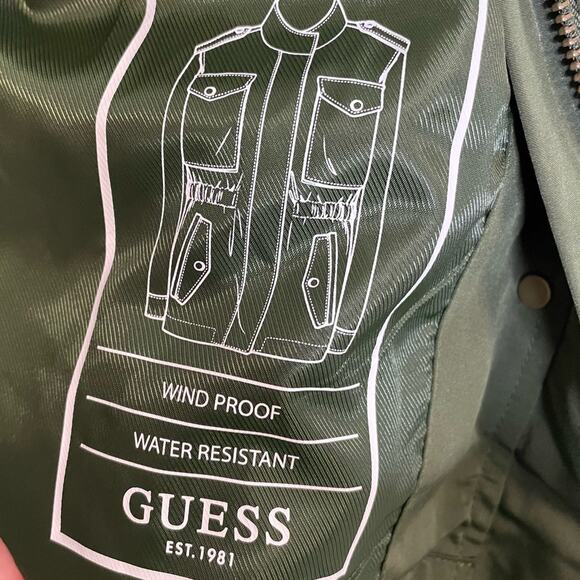 WIND PROOF
WATER RESISTANT
GUESS
EST.1981